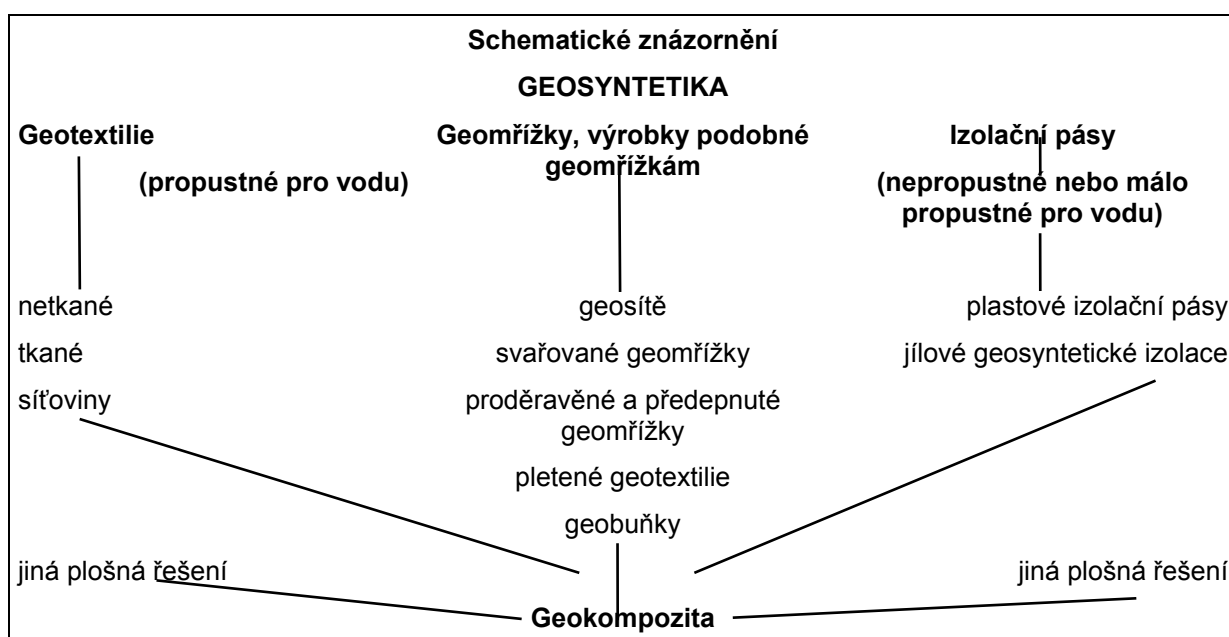 Schematické znázornění
GEOSYNTETIKA
Geotextilie
Geomřížky, výrobky podobné
geomřížkám
Izolační pásy
(propustné pro vodu)
(nepropustné nebo málo
propustné pro vodu)
netkané
geosítě
plastové izolační pásy
tkané
svařované geomřížky
jílové geosyntetické izolace
síťoviny
proděravěné a předepnuté
geomřížky
pletené geotextilie
geobuňky
jiná plošná řešení
jiná plošná řešení
Geokompozita